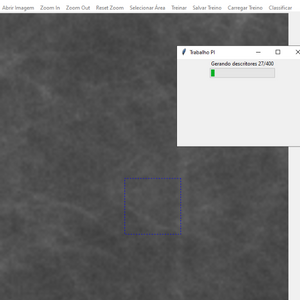 Abrir Imagem Zoom In Zoom Out Reset Zoom Selecionar Área Treinar Salvar Treino Carregar Treino Classificar
Trabalho PI
Gerando descritores 27/400